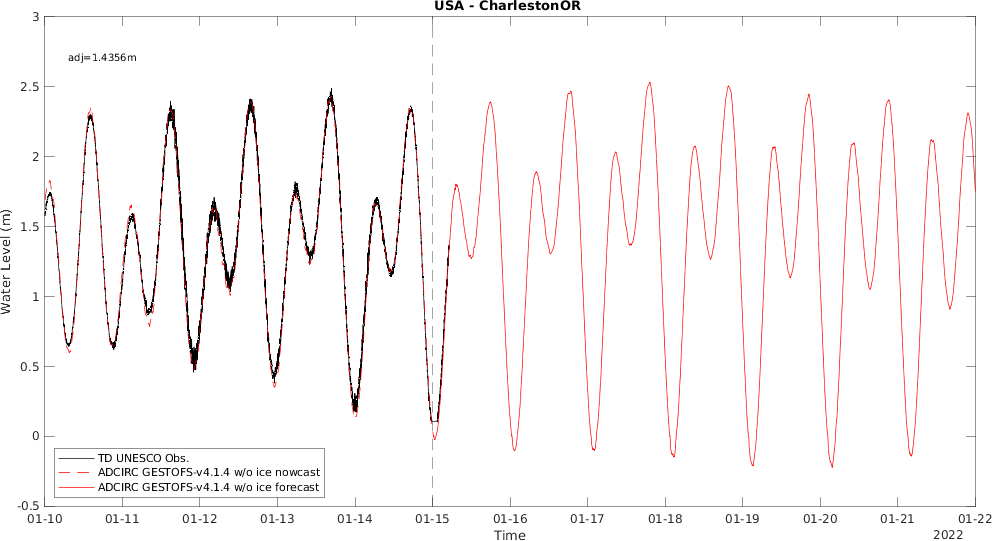 USA - CharlestonOR
adj=1.4356m
Water Level (m)
3
2.5
2
1.5
1
0.5
0
-0.5
TD UNESCO Obs.
ADCIRC GESTOFS-v4.1.4 w/o ice nowcast
ADCIRC GESTOFS-v4.1.4 w/o ice forecast
01-10 01-11 01-12 01-13 01-14 01-15 01-16 01-17 01-18 01-19 01-20 01-21 01-22
Time
2022